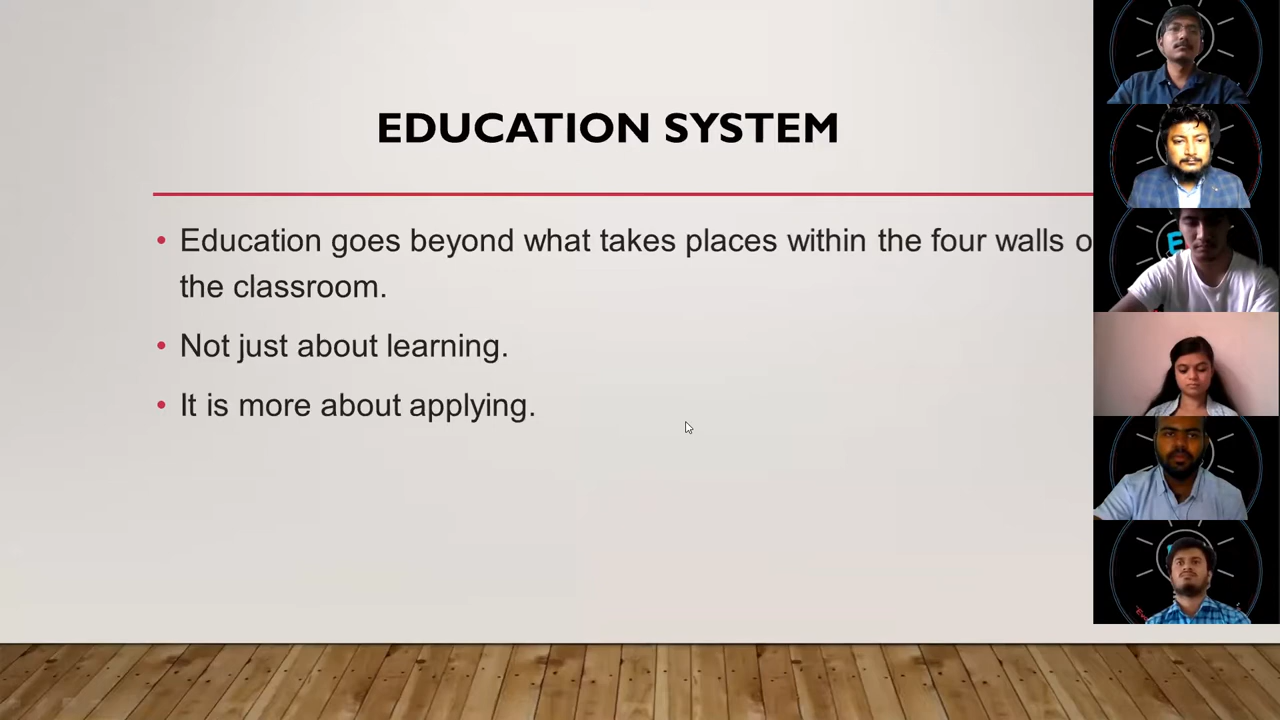 EDUCATION SYSTEM
• Education goes beyond what takes places within the four walls
the classroom.
• Not just about learning.
• It is more about applying.